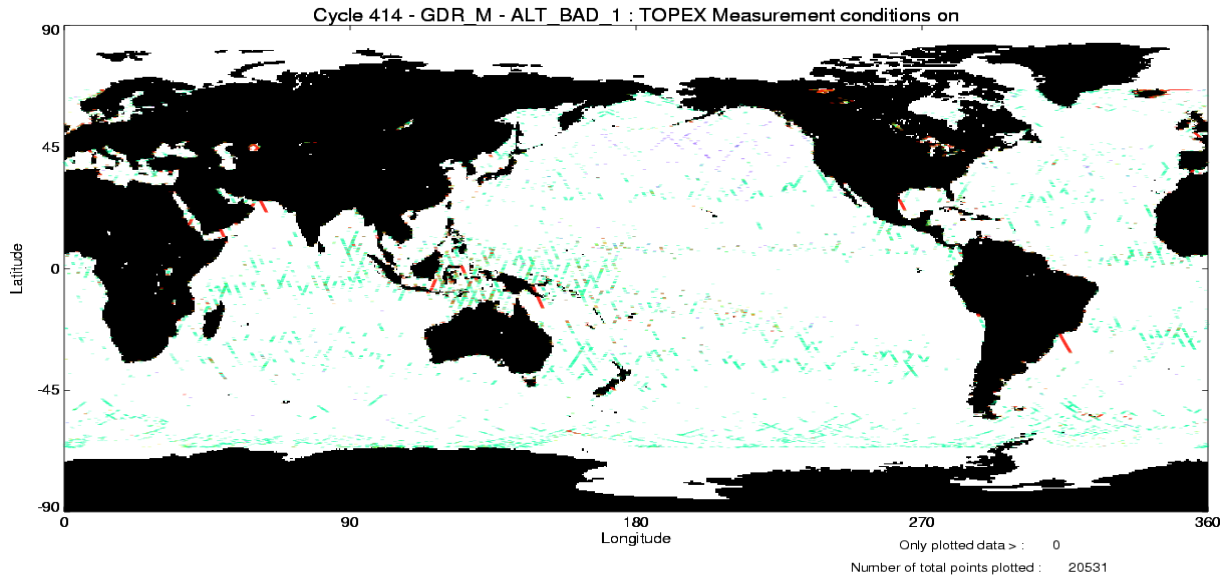 Cycle 414 - GDR_M - ALT_BAD_1 : TOPEX Measurement conditions on
90
45
0
-45
-90
Latitude
0 90 180 270 360
Longitude
Only plotted data > : 0
Number of total points plotted : 20531